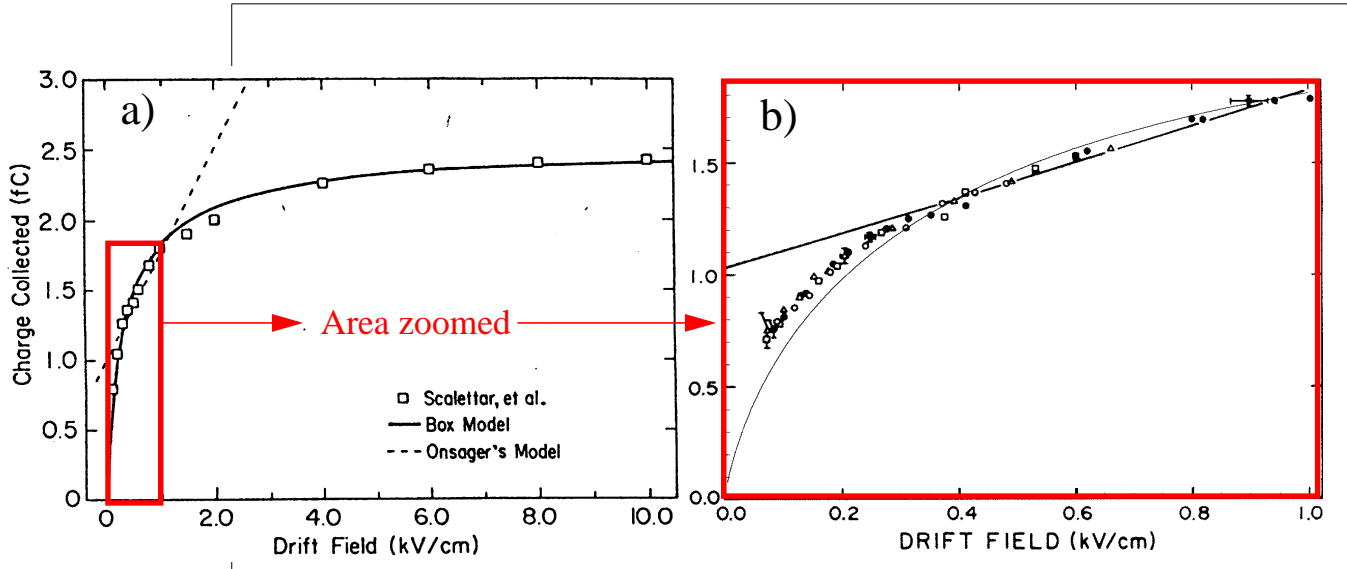 a)
3.0
2.5
2.0
1.5
1.0
0.5
0
Charge Collected (fC)
□ Scalettar, et al.
Box Model
Onsager's Model
0 2.0 4.0 6.0 8.0 10.0
Drift Field (kV/cm)
Area zoomed
b)
1.5
1.0
0.5
0.0
0.0 0.2 0.4 0.6 0.8 1.0
DRIFT FIELD (kV/cm)